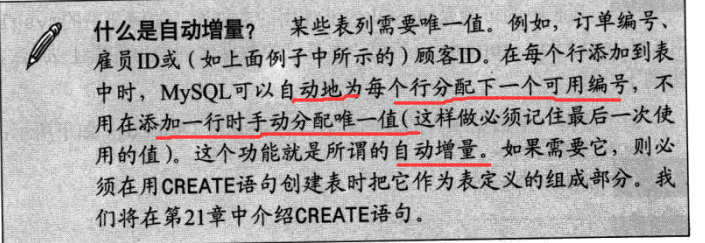 什么是自动增量？ 某些表列需要唯一值。例如，订单编号、
雇员ID或（如上面例子中所示的）顾客ID。在每个行添加到表
中时，MySQL可以自动地为每个行分配下一个可用编号，不
用在添加一行时手动分配唯一值（这样做必须记住最后一次使
用的值）。这个功能就是所谓的自动增量。如果需要它，则必
须在用CREATE语句创建表时把它作为表定义的组成部分。我
们将在第21章中介绍CREATE语句。